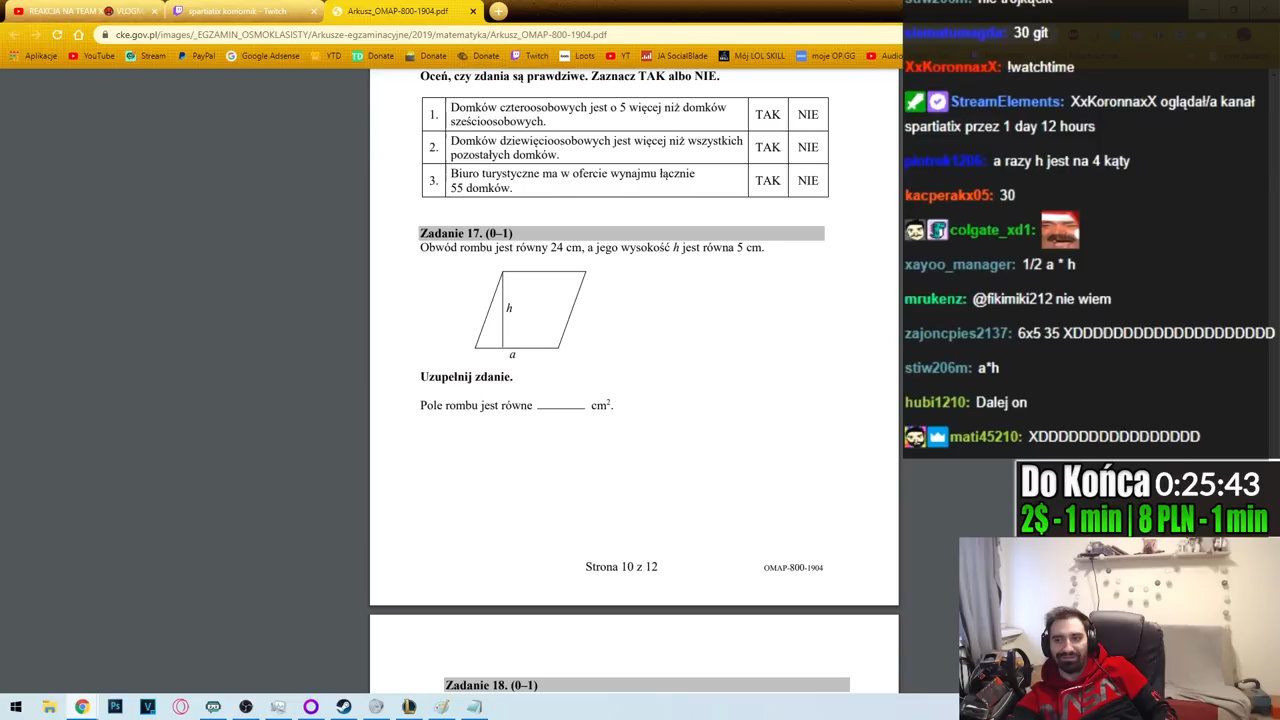 REAKCJA NA TEAM X
VLOGM
spartiatix komornik - Twitch
Arkusz_OMAP-800-1904.pdf
cke.gov.pl/images/_EGZAMIN_OSMOKLASISTY/Arkusze-egzaminacyjne/2019/matematyka/Arkusz_OMAP-800-1904.pdf
Aplikacje YouTube Stream PayPal Google Adsense YTD Donate Donate Donate Twitch Loots YT JA SocialBlade Mój LOL SKILL moje OP.GG Audio
Oceń, czy zdania są prawdziwe. Zaznacz TAK albo NIE.
1. Domków czteroosobowych jest o 5 więcej niż domków
sześcioosobowych. TAK NIE
2. Domków dziewięcioosobowych jest więcej niż wszystkich
pozostałych domków. TAK NIE
3. Biuro turystyczne ma w ofercie wynajmu łącznie
55 domków. TAK NIE
Zadanie 17. (0–1)
Obwód rombu jest równy 24 cm, a jego wysokość h jest równa 5 cm.
h
a
Uzupełnij zdanie.
Pole rombu jest równe ________ cm².
Strona 10 z 12
OMAP-800-1904
Zadanie 18. (0–1)
30 git
XxKoronnaxX: !watchtime
StreamElements: XxKoronnaxX oglądał/a kanał
spartiatix przez 1 day 12 hours
piotrek1206: a razy h jest na 4 kąty
kacperakx05: 30
colgate_xd1:
xayoo_manager: 1/2 a * h
mrukenz: @fikimiki212 nie wiem
zajoncpies2137: 6x5 35 XDDDDDDDDDDDDDDDDDDDD
stiw206m: a*h
hubi1210: Dalej on
mati45210: XDDDDDDDDDDDDDDDD
Do Końca 0:25:43
2$ - 1 min | 8 PLN - 1 min